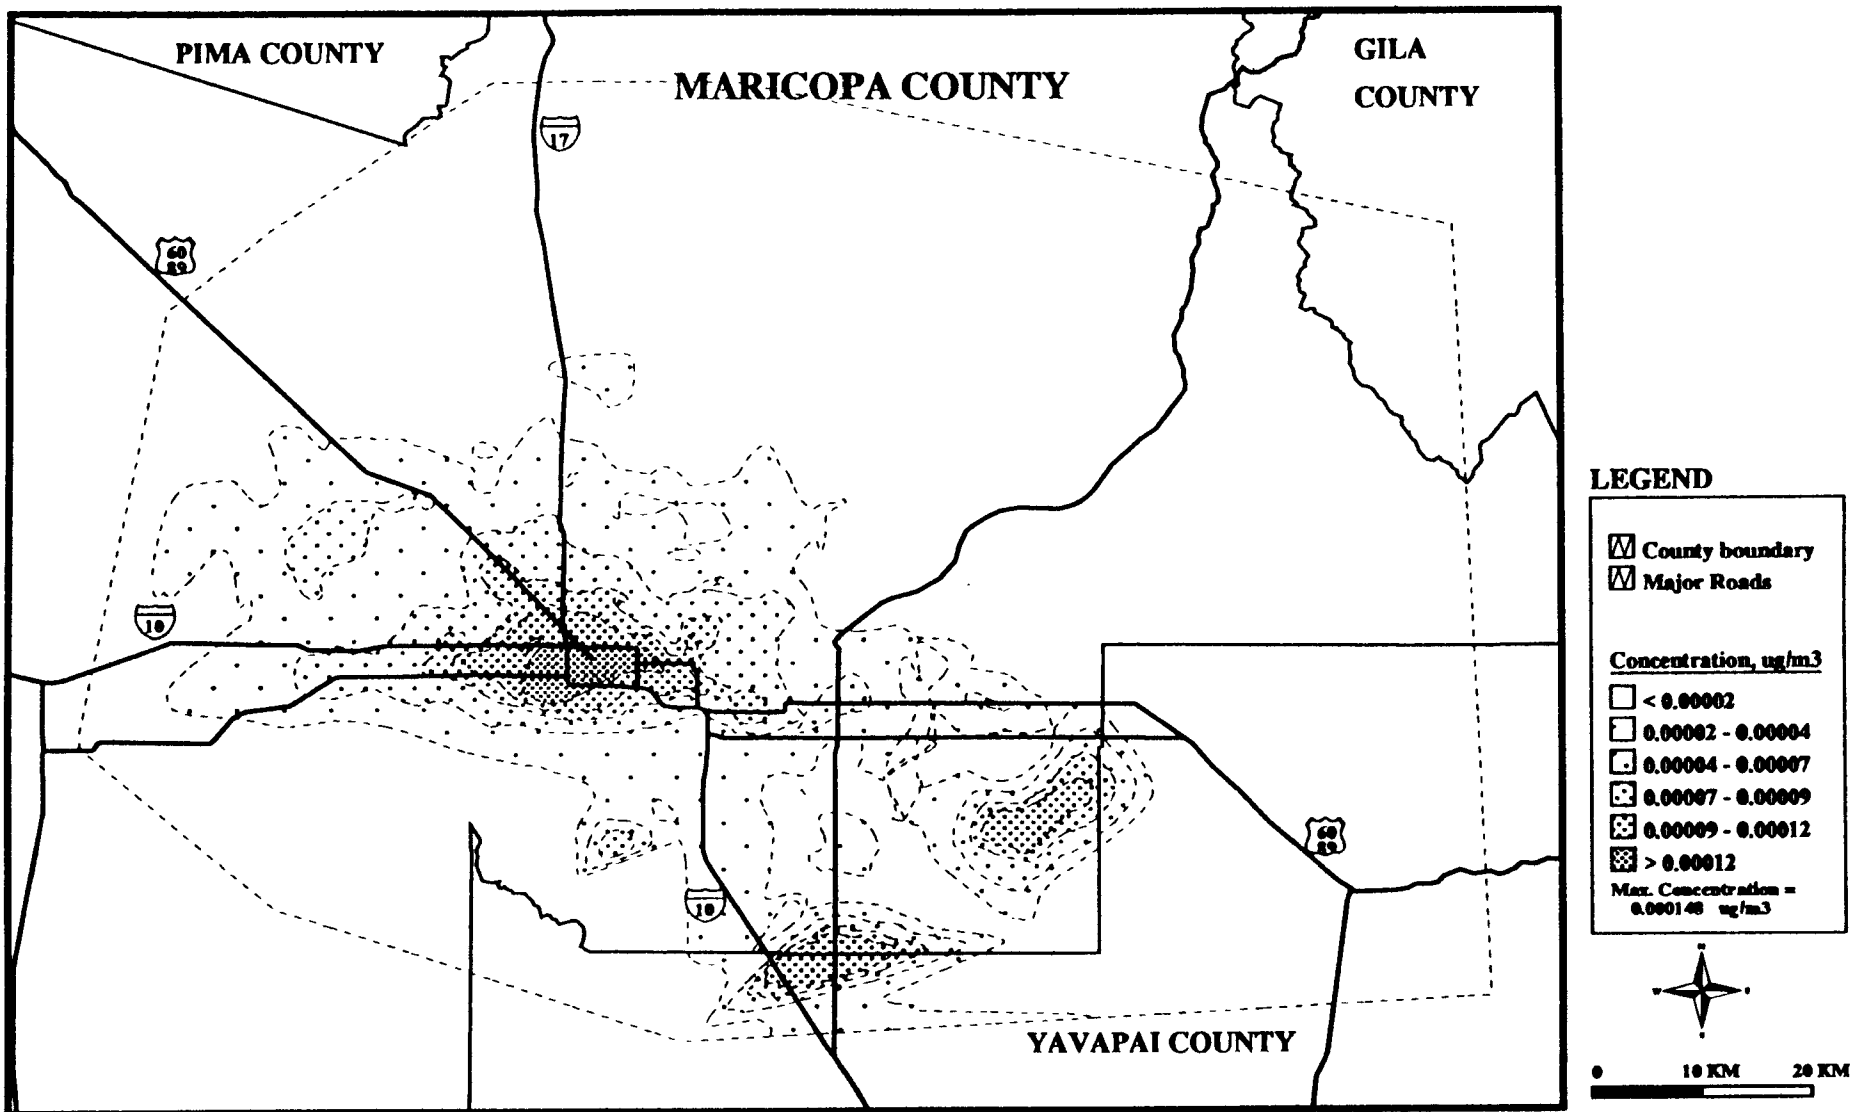 PIMA COUNTY
MARICOPA COUNTY
GILA
COUNTY
17
60
89
10
10
60
89
YAVAPAI COUNTY
LEGEND
County boundary
Major Roads
Concentration, ug/m3
< 0.00002
0.00002 - 0.00004
0.00004 - 0.00007
0.00007 - 0.00009
0.00009 - 0.00012
> 0.00012
Max. Concentration =
0.000148 ug/m3
0 10 KM 20 KM